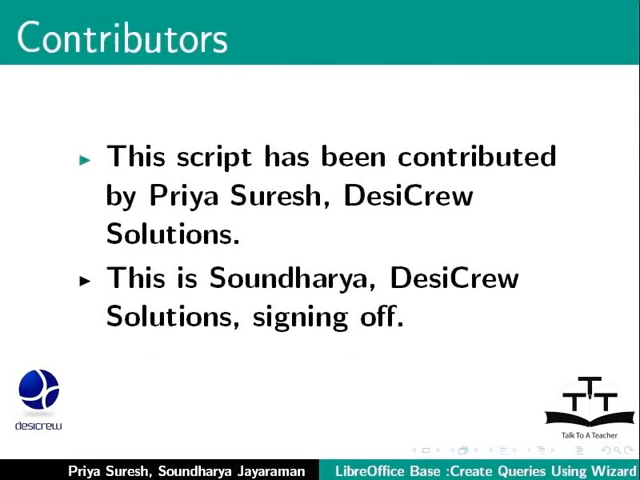 Contributors
This script has been contributed
by Priya Suresh, DesiCrew
Solutions.
This is Soundharya, DesiCrew
Solutions, signing off.
desicrew
TTT
Talk To A Teacher
Priya Suresh, Soundharya Jayaraman
LibreOffice Base :Create Queries Using Wizard